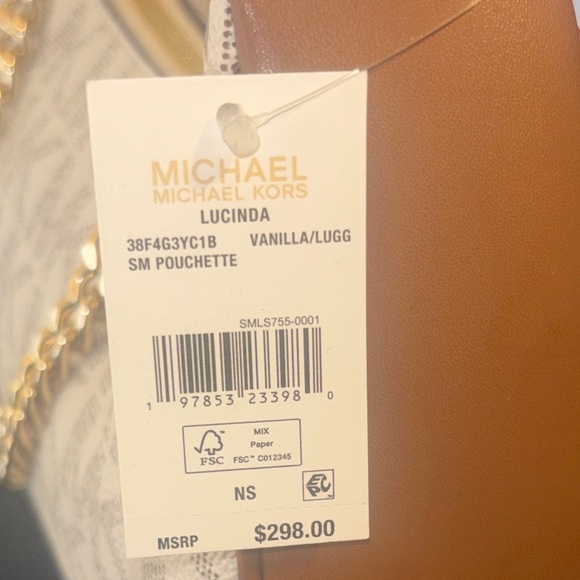 MICHAEL
MICHAEL KORS
LUCINDA
38F4G3YC1B VANILLA/LUGG
SM POUCHETTE
SMLS755-0001
1 97853 23398 0
MIX
Paper
FSC FSC™ C012345
NS EPC
MSRP $298.00